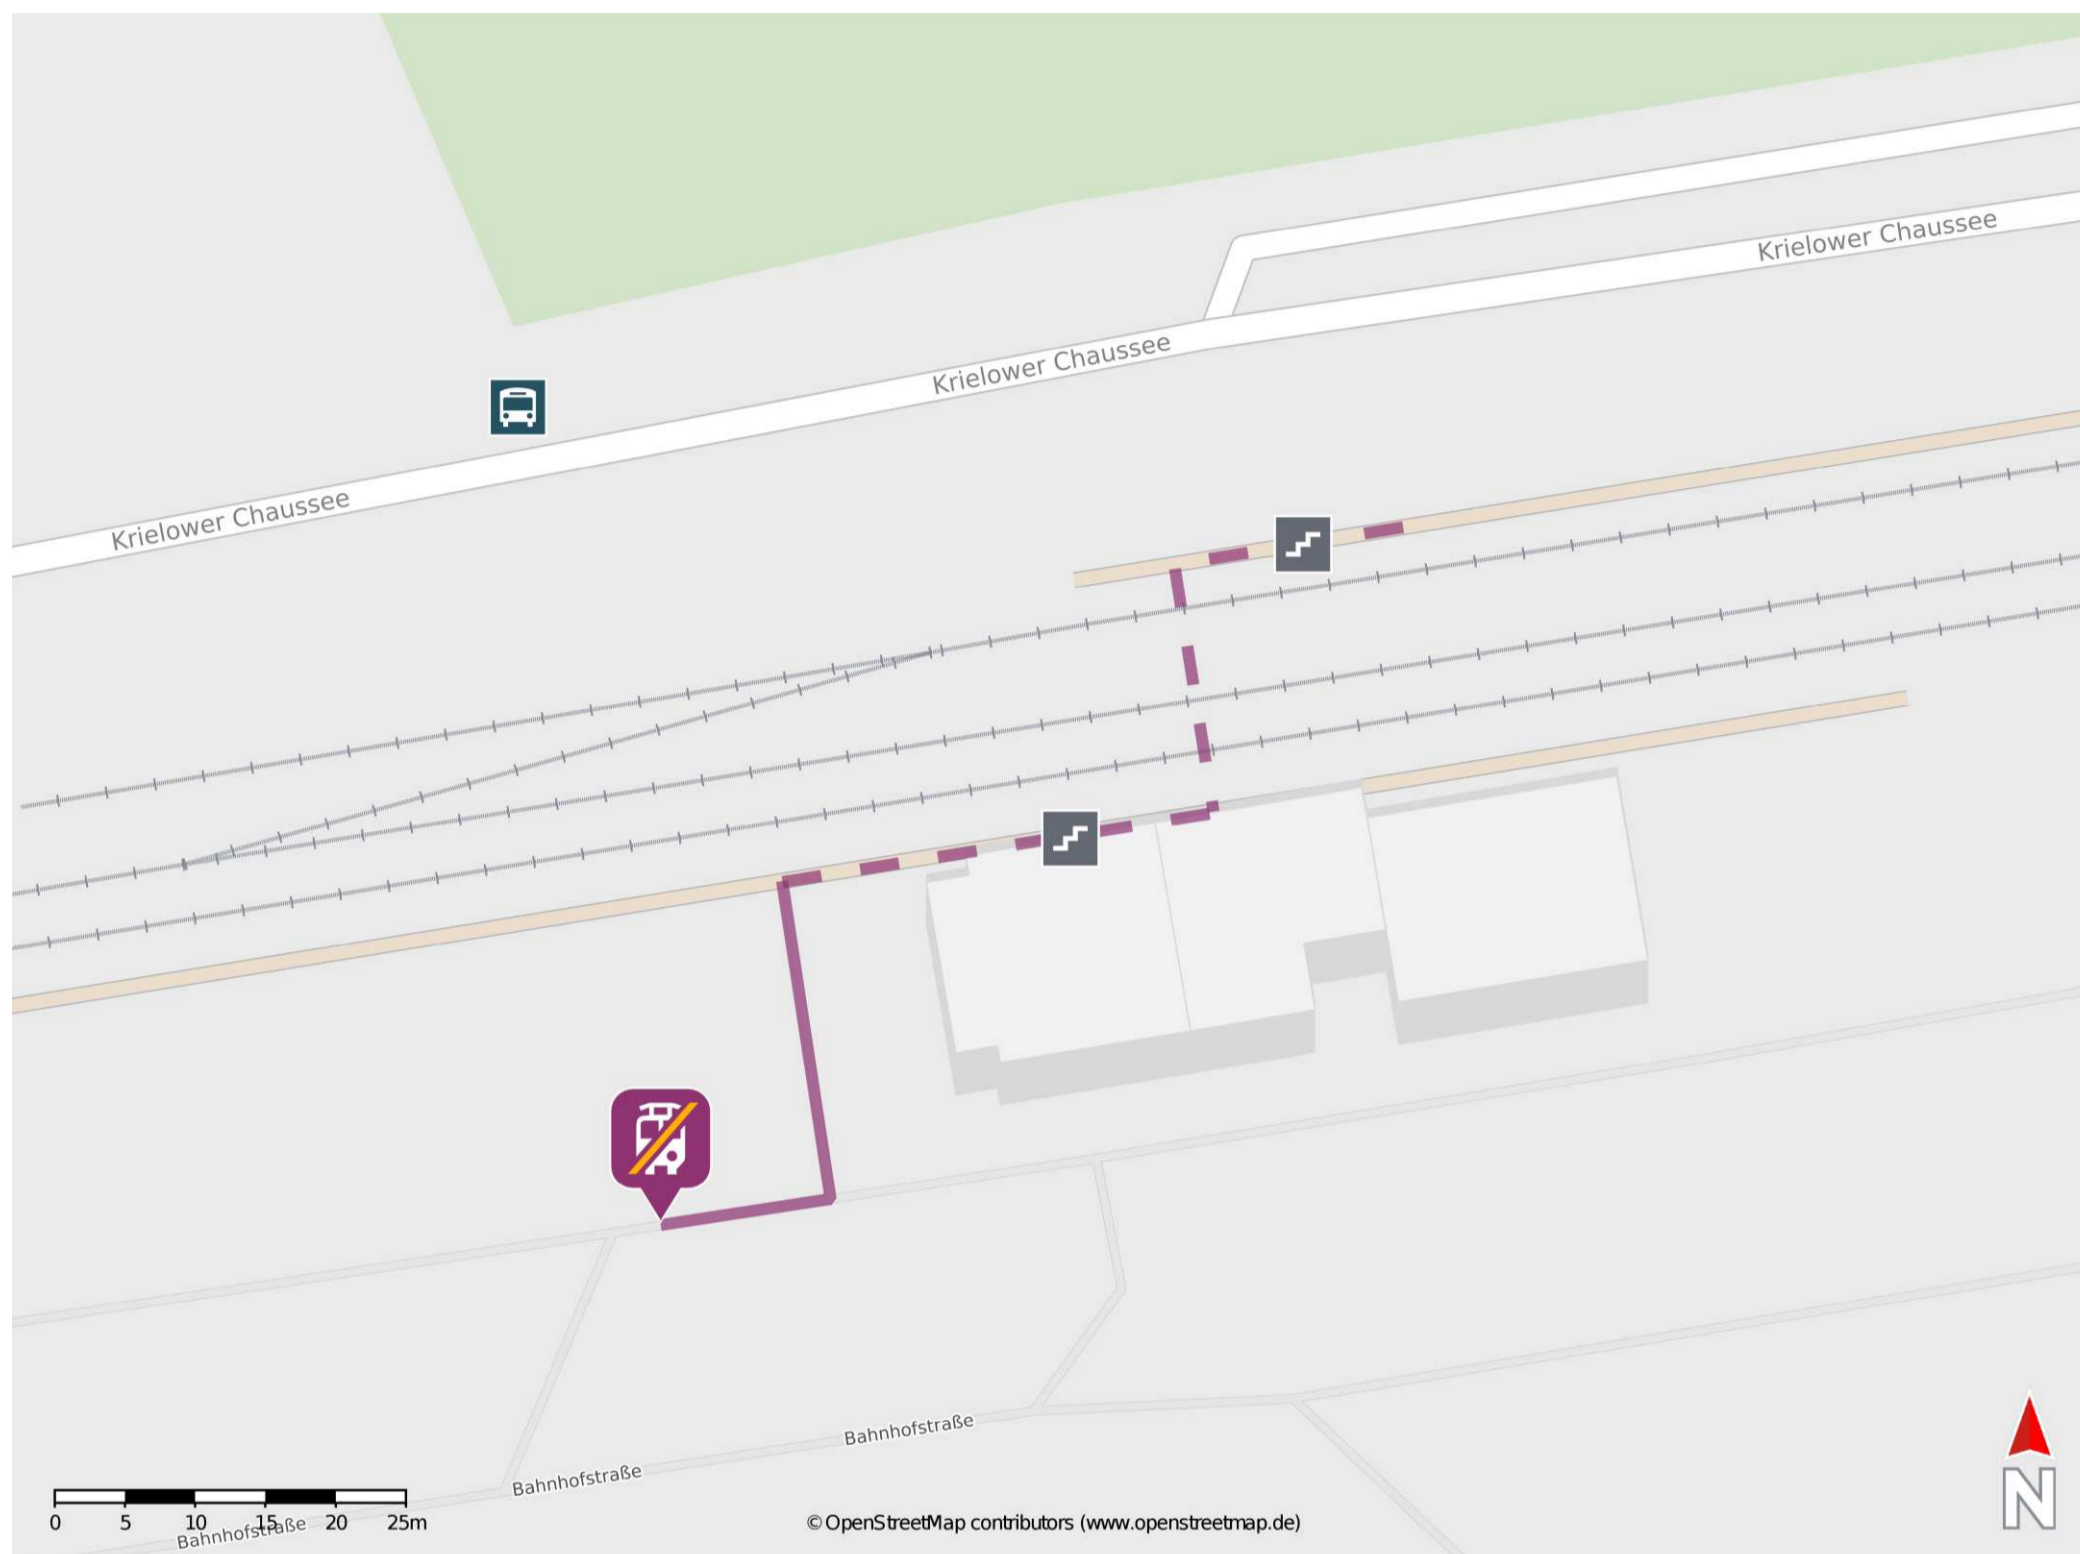 Krielower Chaussee
Krielower Chaussee
Krielower Chaussee
Bahnhofstraße
Bahnhofstraße
Bahnhofstraße
0 5 10 15 20 25m
© OpenStreetMap contributors (www.openstreetmap.de)
N